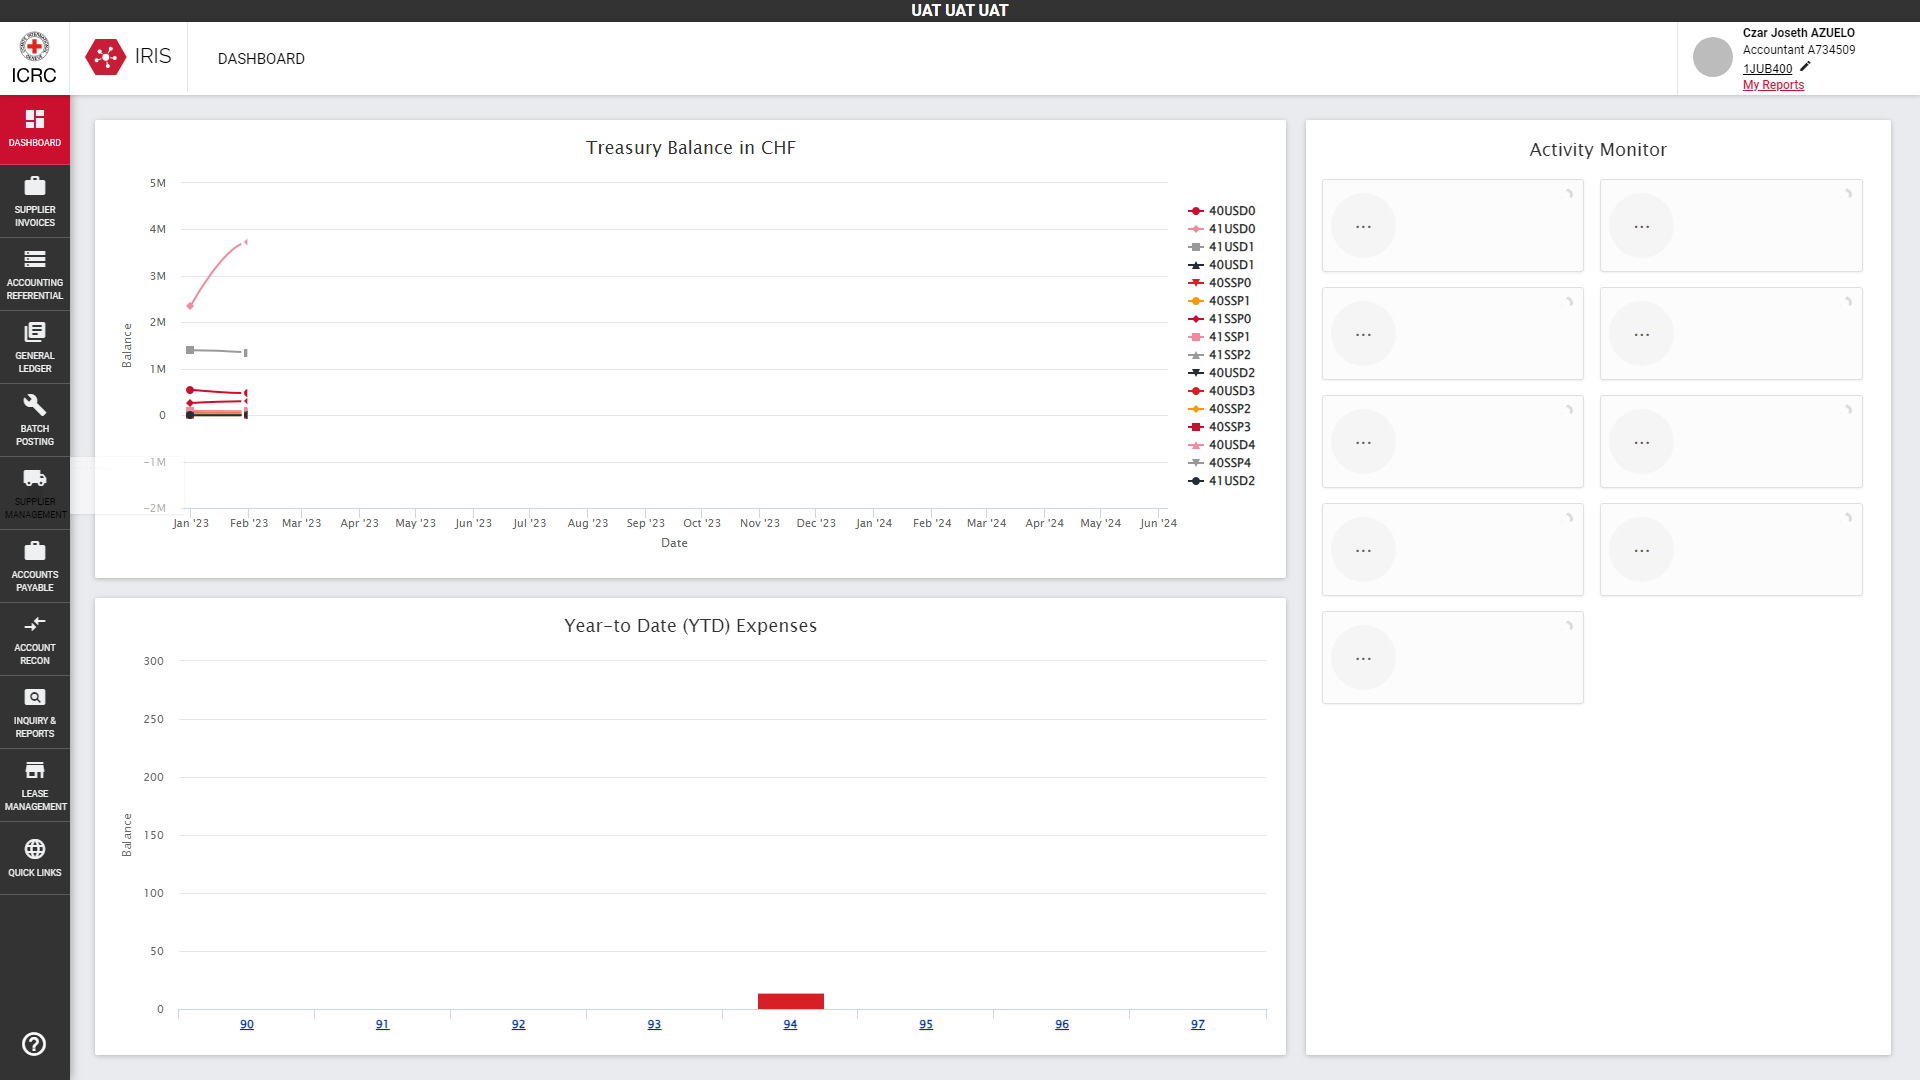 UAT UAT UAT
ICRC
IRIS
DASHBOARD
Czar Joseth AZUELO
Accountant A734509
1JUB400
My Reports
DASHBOARD
SUPPLIER
INVOICES
ACCOUNTING
REFERENTIAL
GENERAL
LEDGER
BATCH
POSTING
SUPPLIER
MANAGEMENT
ACCOUNTS
PAYABLE
ACCOUNT
RECON
INQUIRY &
REPORTS
LEASE
MANAGEMENT
QUICK LINKS
Treasury Balance in CHF
Balance
5M
4M
3M
2M
1M
0
-1M
-2M
Jan '23 Feb '23 Mar '23 Apr '23 May '23 Jun '23 Jul '23 Aug '23 Sep '23 Oct '23 Nov '23 Dec '23 Jan '24 Feb '24 Mar '24 Apr '24 May '24 Jun '24
Date
40USD0
41USD0
41USD1
40USD1
40SSP0
40SSP1
41SSP0
41SSP1
41SSP2
40USD2
40USD3
40SSP2
40SSP3
40USD4
40SSP4
41USD2
Year-to Date (YTD) Expenses
Balance
300
250
200
150
100
50
0
90 91 92 93 94 95 96 97
Activity Monitor
... ...
... ...
... ...
... ...
...